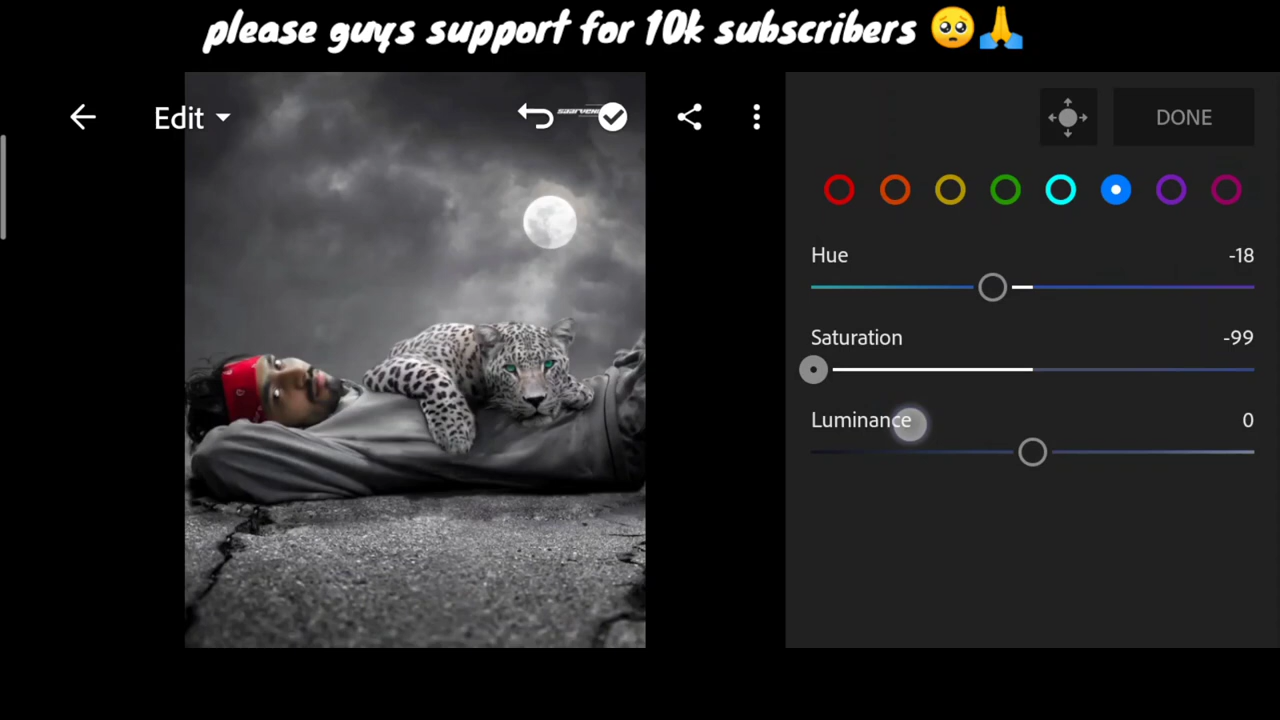 please guys support for 10k subscribers 🥺🙏
Edit
DONE
Hue -18
Saturation -99
Luminance 0